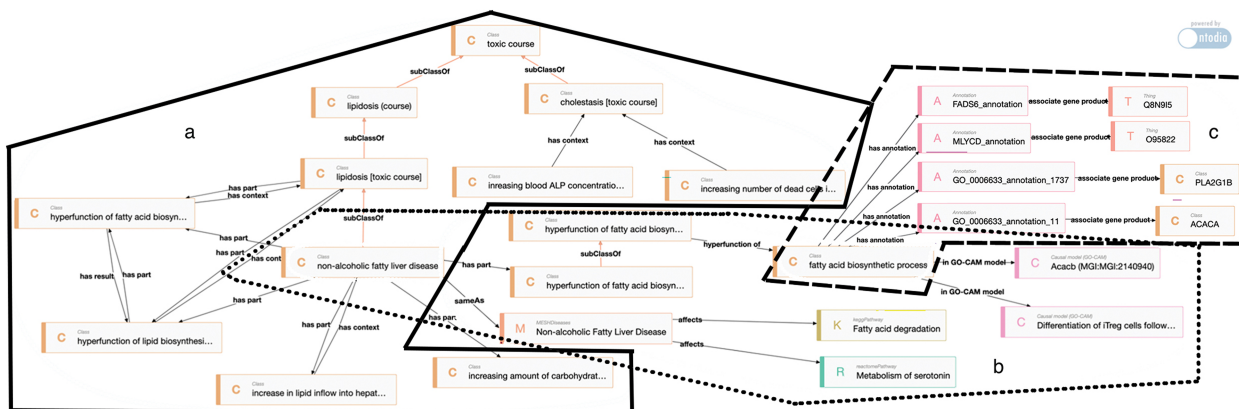 powered by
ntodia
Class
C toxic course
subClassOf
subClassOf
Class
C lipidosis (course)
Class
C cholestasis [toxic course]
a
subClassOf
has context
has context
Class
C lipidosis [toxic course]
Class
C inreasing blood ALP concentratio...
Class
C increasing number of dead cells i...
has part
has context
Class
C hyperfunction of fatty acid biosyn...
subClassOf
has part
has part
has cont
has result
has part
Class
C non-alcoholic fatty liver disease
has part
Class
C hyperfunction of fatty acid biosyn...
hyperfunction of
subClassOf
Class
C hyperfunction of fatty acid biosyn...
has part
sameAs
has part
has context
has par
Class
C hyperfunction of lipid biosynthesi...
Class
C increase in lipid inflow into hepat...
Class
C increasing amount of carbohydrat...
MESHDiseases
M Non-alcoholic Fatty Liver Disease
affects
affects
keggPathway
K Fatty acid degradation
reactomePathway
R Metabolism of serotonin
b
Annotation
A FADS6_annotation
associate gene product
Thing
T Q8N9I5
Annotation
A MLYCD_annotation
associate gene product
Thing
T O95822
c
has annotation
has annotation
has annotation
has annotation
Annotation
A GO_0006633_annotation_1737
associate gene product
Class
C PLA2G1B
Annotation
A GO_0006633_annotation_11
associate gene product
Class
C ACACA
Class
C fatty acid biosynthetic process
in GO-CAM model
in GO-CAM model
Causal model (GO-CAM)
C Acacb (MGI:MGI:2140940)
Causal model (GO-CAM)
C Differentiation of iTreg cells follow...